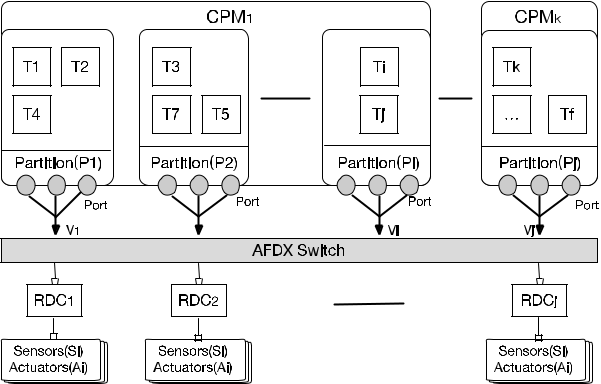 CPM1
CPMk
T1 T2
T3
Ti
Tk
T4
T7 T5
Tj
... Tf
Partition(P1)
Partition(P2)
Partition(Pi)
Partition(Pj)
Port
Port
Port
Port
V1
Vi
Vj
AFDX Switch
RDC1
RDC2
RDCj
Sensors(Si)
Actuators(Ai)
Sensors(Si)
Actuators(Ai)
Sensors(Si)
Actuators(Ai)